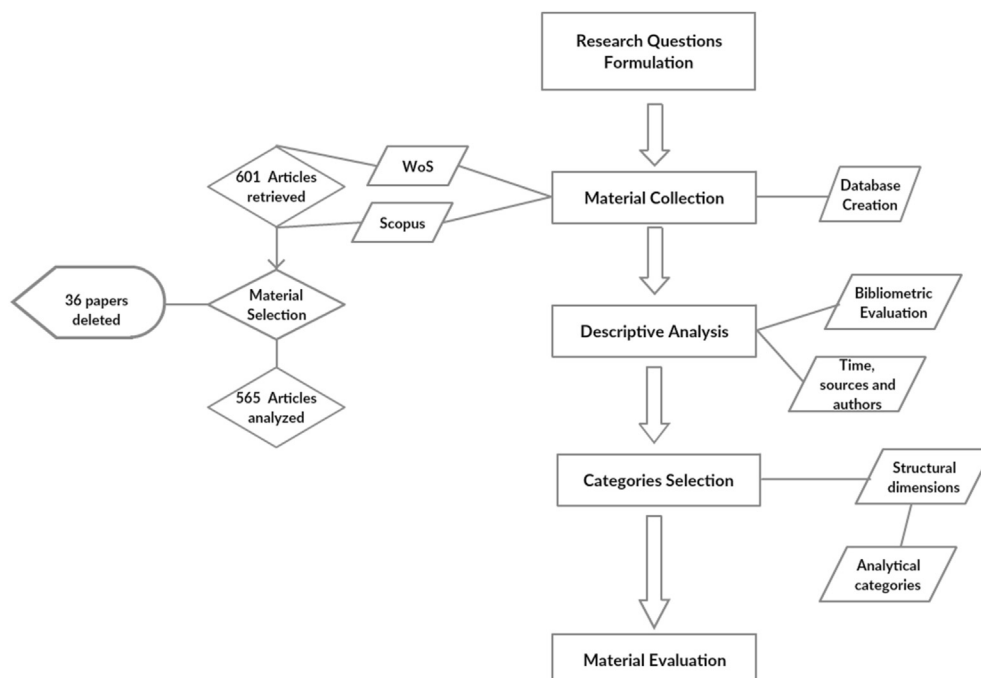 Research Questions
Formulation
WoS
601 Articles
retrieved
Scopus
Material Collection
Database
Creation
36 papers
deleted
Material
Selection
565 Articles
analyzed
Descriptive Analysis
Bibliometric
Evaluation
Time,
sources and
authors
Categories Selection
Structural
dimensions
Analytical
categories
Material Evaluation